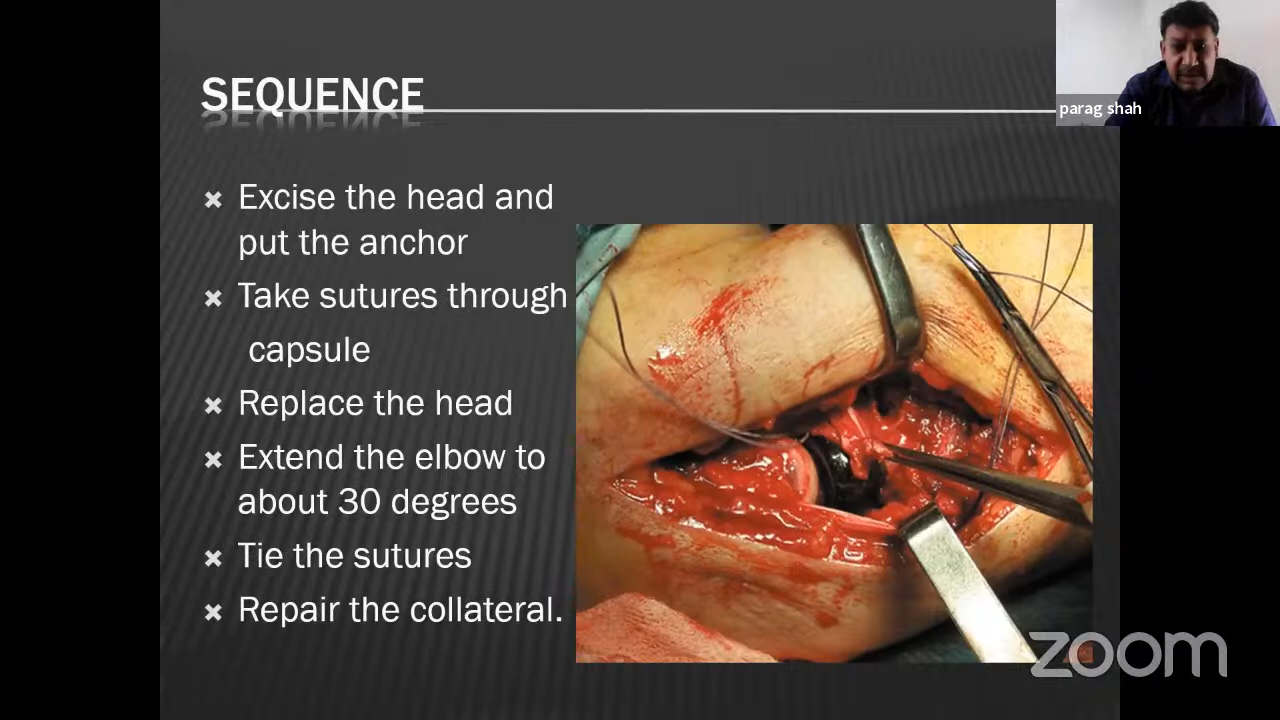 SEQUENCE
parag shah
Excise the head and
put the anchor
Take sutures through
capsule
Replace the head
Extend the elbow to
about 30 degrees
Tie the sutures
Repair the collateral.
zoom